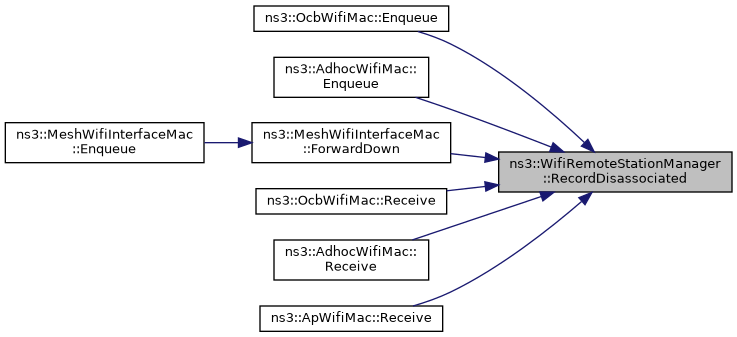 ns3::OcbWifiMac::Enqueue
ns3::AdhocWifiMac::
Enqueue
ns3::MeshWifiInterfaceMac
::Enqueue
ns3::MeshWifiInterfaceMac
::ForwardDown
ns3::WifiRemoteStationManager
::RecordDisassociated
ns3::OcbWifiMac::Receive
ns3::AdhocWifiMac::
Receive
ns3::ApWifiMac::Receive